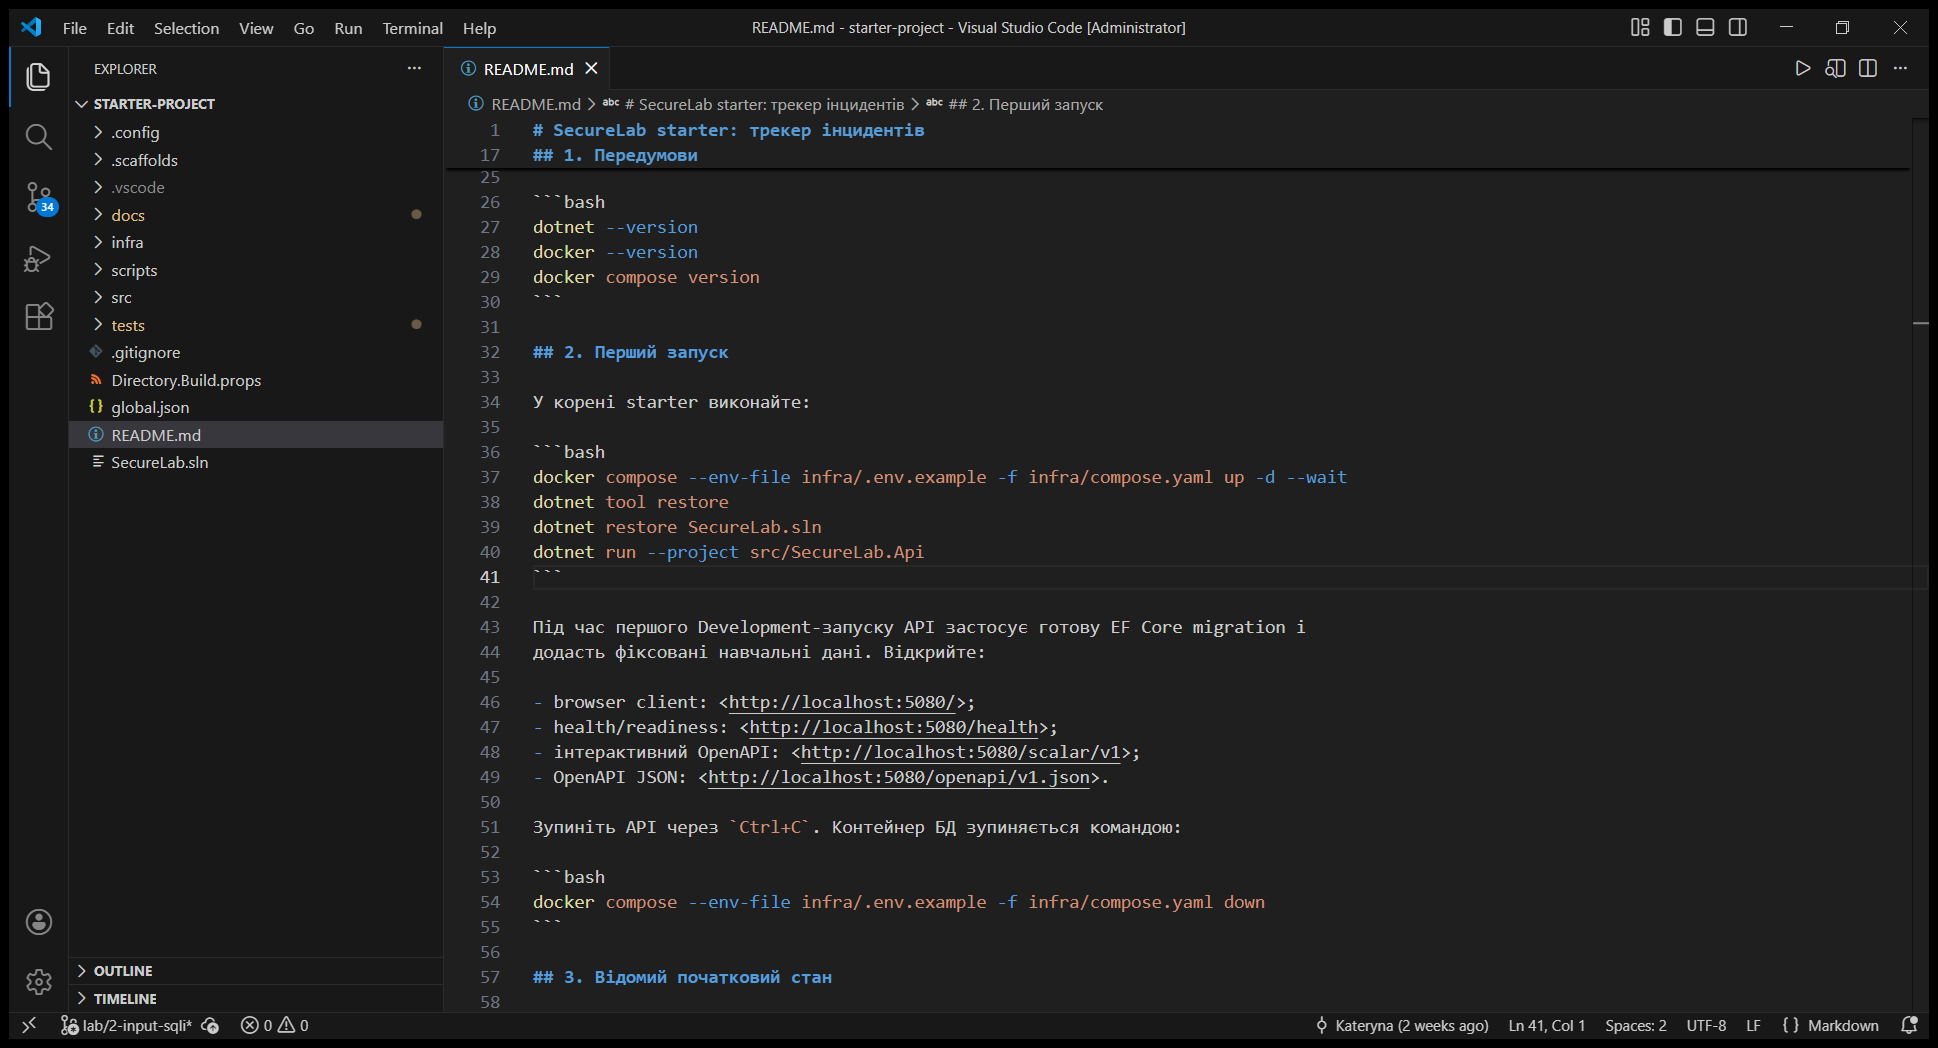 File Edit Selection View Go Run Terminal Help
README.md - starter-project - Visual Studio Code [Administrator]
EXPLORER
STARTER-PROJECT
.config
.scaffolds
.vscode
docs
infra
scripts
src
tests
.gitignore
Directory.Build.props
global.json
README.md
SecureLab.sln
OUTLINE
TIMELINE
34
README.md
README.md > # SecureLab starter: трекер інцидентів > ## 2. Перший запуск
1 # SecureLab starter: трекер інцидентів
17 ## 1. Передумови
25
26 ```bash
27 dotnet --version
28 docker --version
29 docker compose version
30 ```
31
32 ## 2. Перший запуск
33
34 У корені starter виконайте:
35
36 ```bash
37 docker compose --env-file infra/.env.example -f infra/compose.yaml up -d --wait
38 dotnet tool restore
39 dotnet restore SecureLab.sln
40 dotnet run --project src/SecureLab.Api
41 ```
42
43 Під час першого Development-запуску API застосує готову EF Core migration і
44 додасть фіксовані навчальні дані. Відкрийте:
45
46 - browser client: <http://localhost:5080/>;
47 - health/readiness: <http://localhost:5080/health>;
48 - інтерактивний OpenAPI: <http://localhost:5080/scalar/v1>;
49 - OpenAPI JSON: <http://localhost:5080/openapi/v1.json>.
50
51 Зупиніть API через `Ctrl+C`. Контейнер БД зупиняється командою:
52
53 ```bash
54 docker compose --env-file infra/.env.example -f infra/compose.yaml down
55 ```
56
57 ## 3. Відомий початковий стан
58
lab/2-input-sqli* 0 0 Kateryna (2 weeks ago) Ln 41, Col 1 Spaces: 2 UTF-8 LF { } Markdown